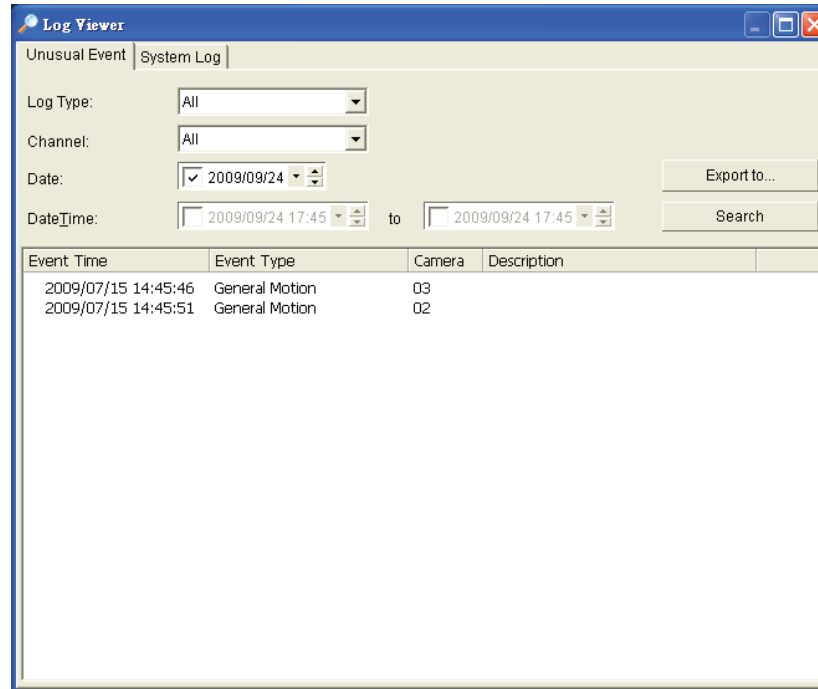 Log Viewer
Unusual Event System Log
Log Type: All
Channel: All
Date: 2009/09/24 Export to...
DateTime: 2009/09/24 17:45 to 2009/09/24 17:45 Search
Event Time Event Type Camera Description
2009/07/15 14:45:46 General Motion 03
2009/07/15 14:45:51 General Motion 02